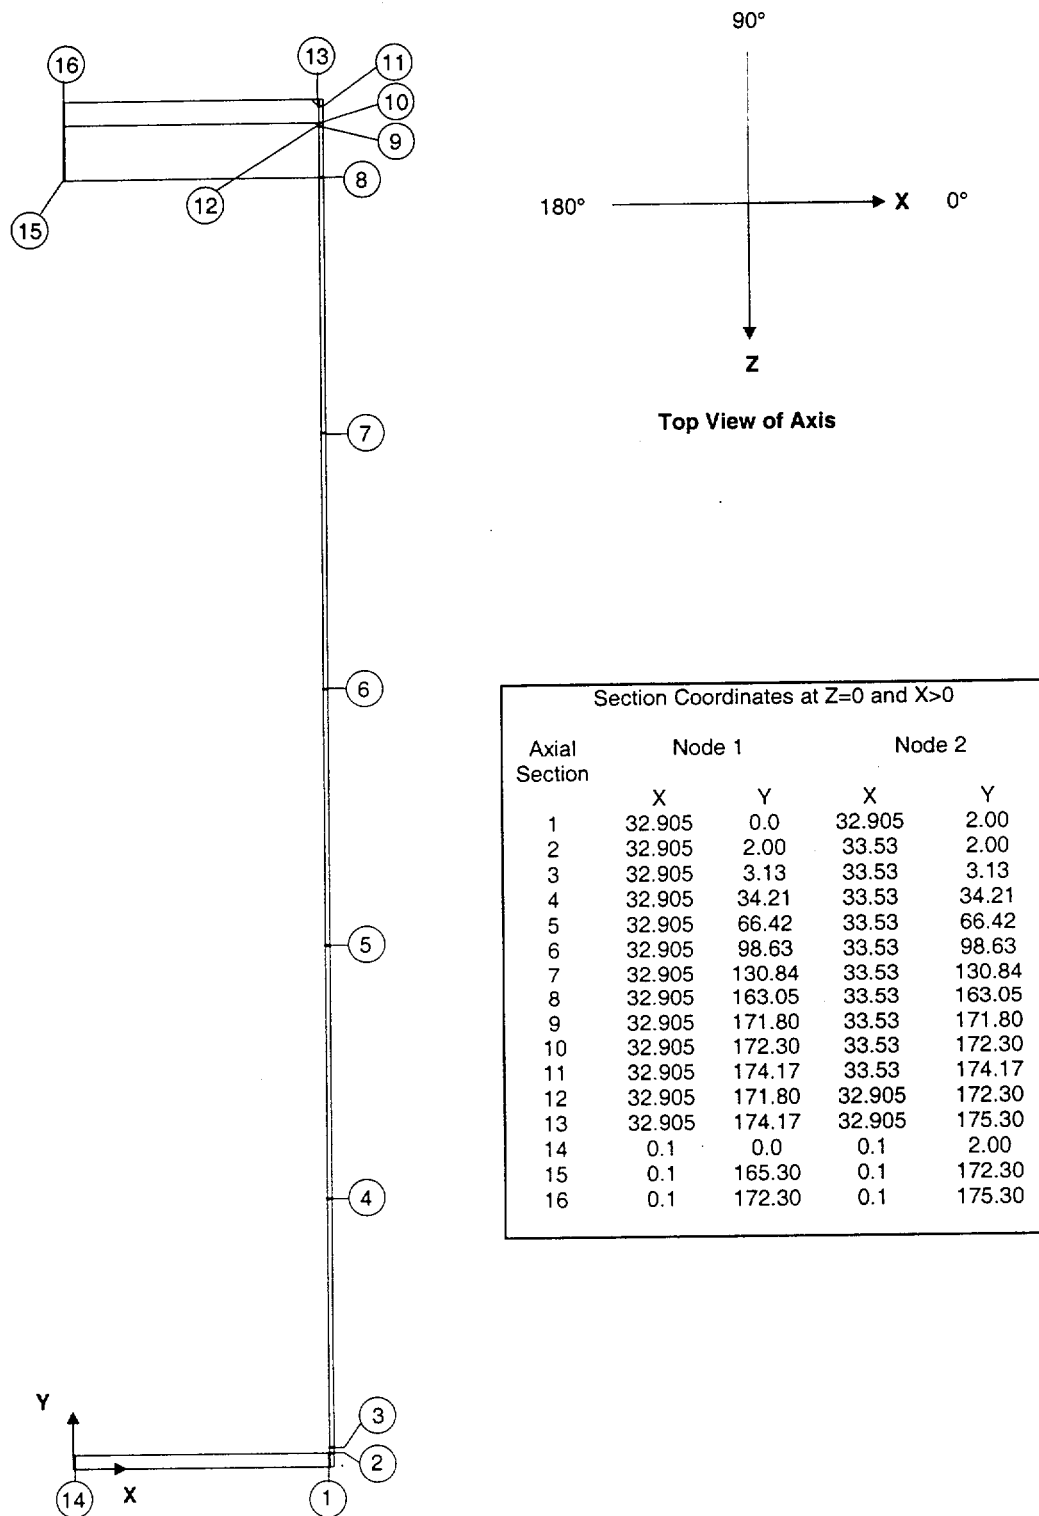 90°
180°
X
0°
Z
Top View of Axis
16
13
11
10
9
8
12
15
7
6
5
4
3
2
1
14
Y
X
Section Coordinates at Z=0 and X>0
Axial Section Node 1 Node 2
X Y X Y
1 32.905 0.0 32.905 2.00
2 32.905 2.00 33.53 2.00
3 32.905 3.13 33.53 3.13
4 32.905 34.21 33.53 34.21
5 32.905 66.42 33.53 66.42
6 32.905 98.63 33.53 98.63
7 32.905 130.84 33.53 130.84
8 32.905 163.05 33.53 163.05
9 32.905 171.80 33.53 171.80
10 32.905 172.30 33.53 172.30
11 32.905 174.17 33.53 174.17
12 32.905 171.80 32.905 172.30
13 32.905 174.17 32.905 175.30
14 0.1 0.0 0.1 2.00
15 0.1 165.30 0.1 172.30
16 0.1 172.30 0.1 175.30